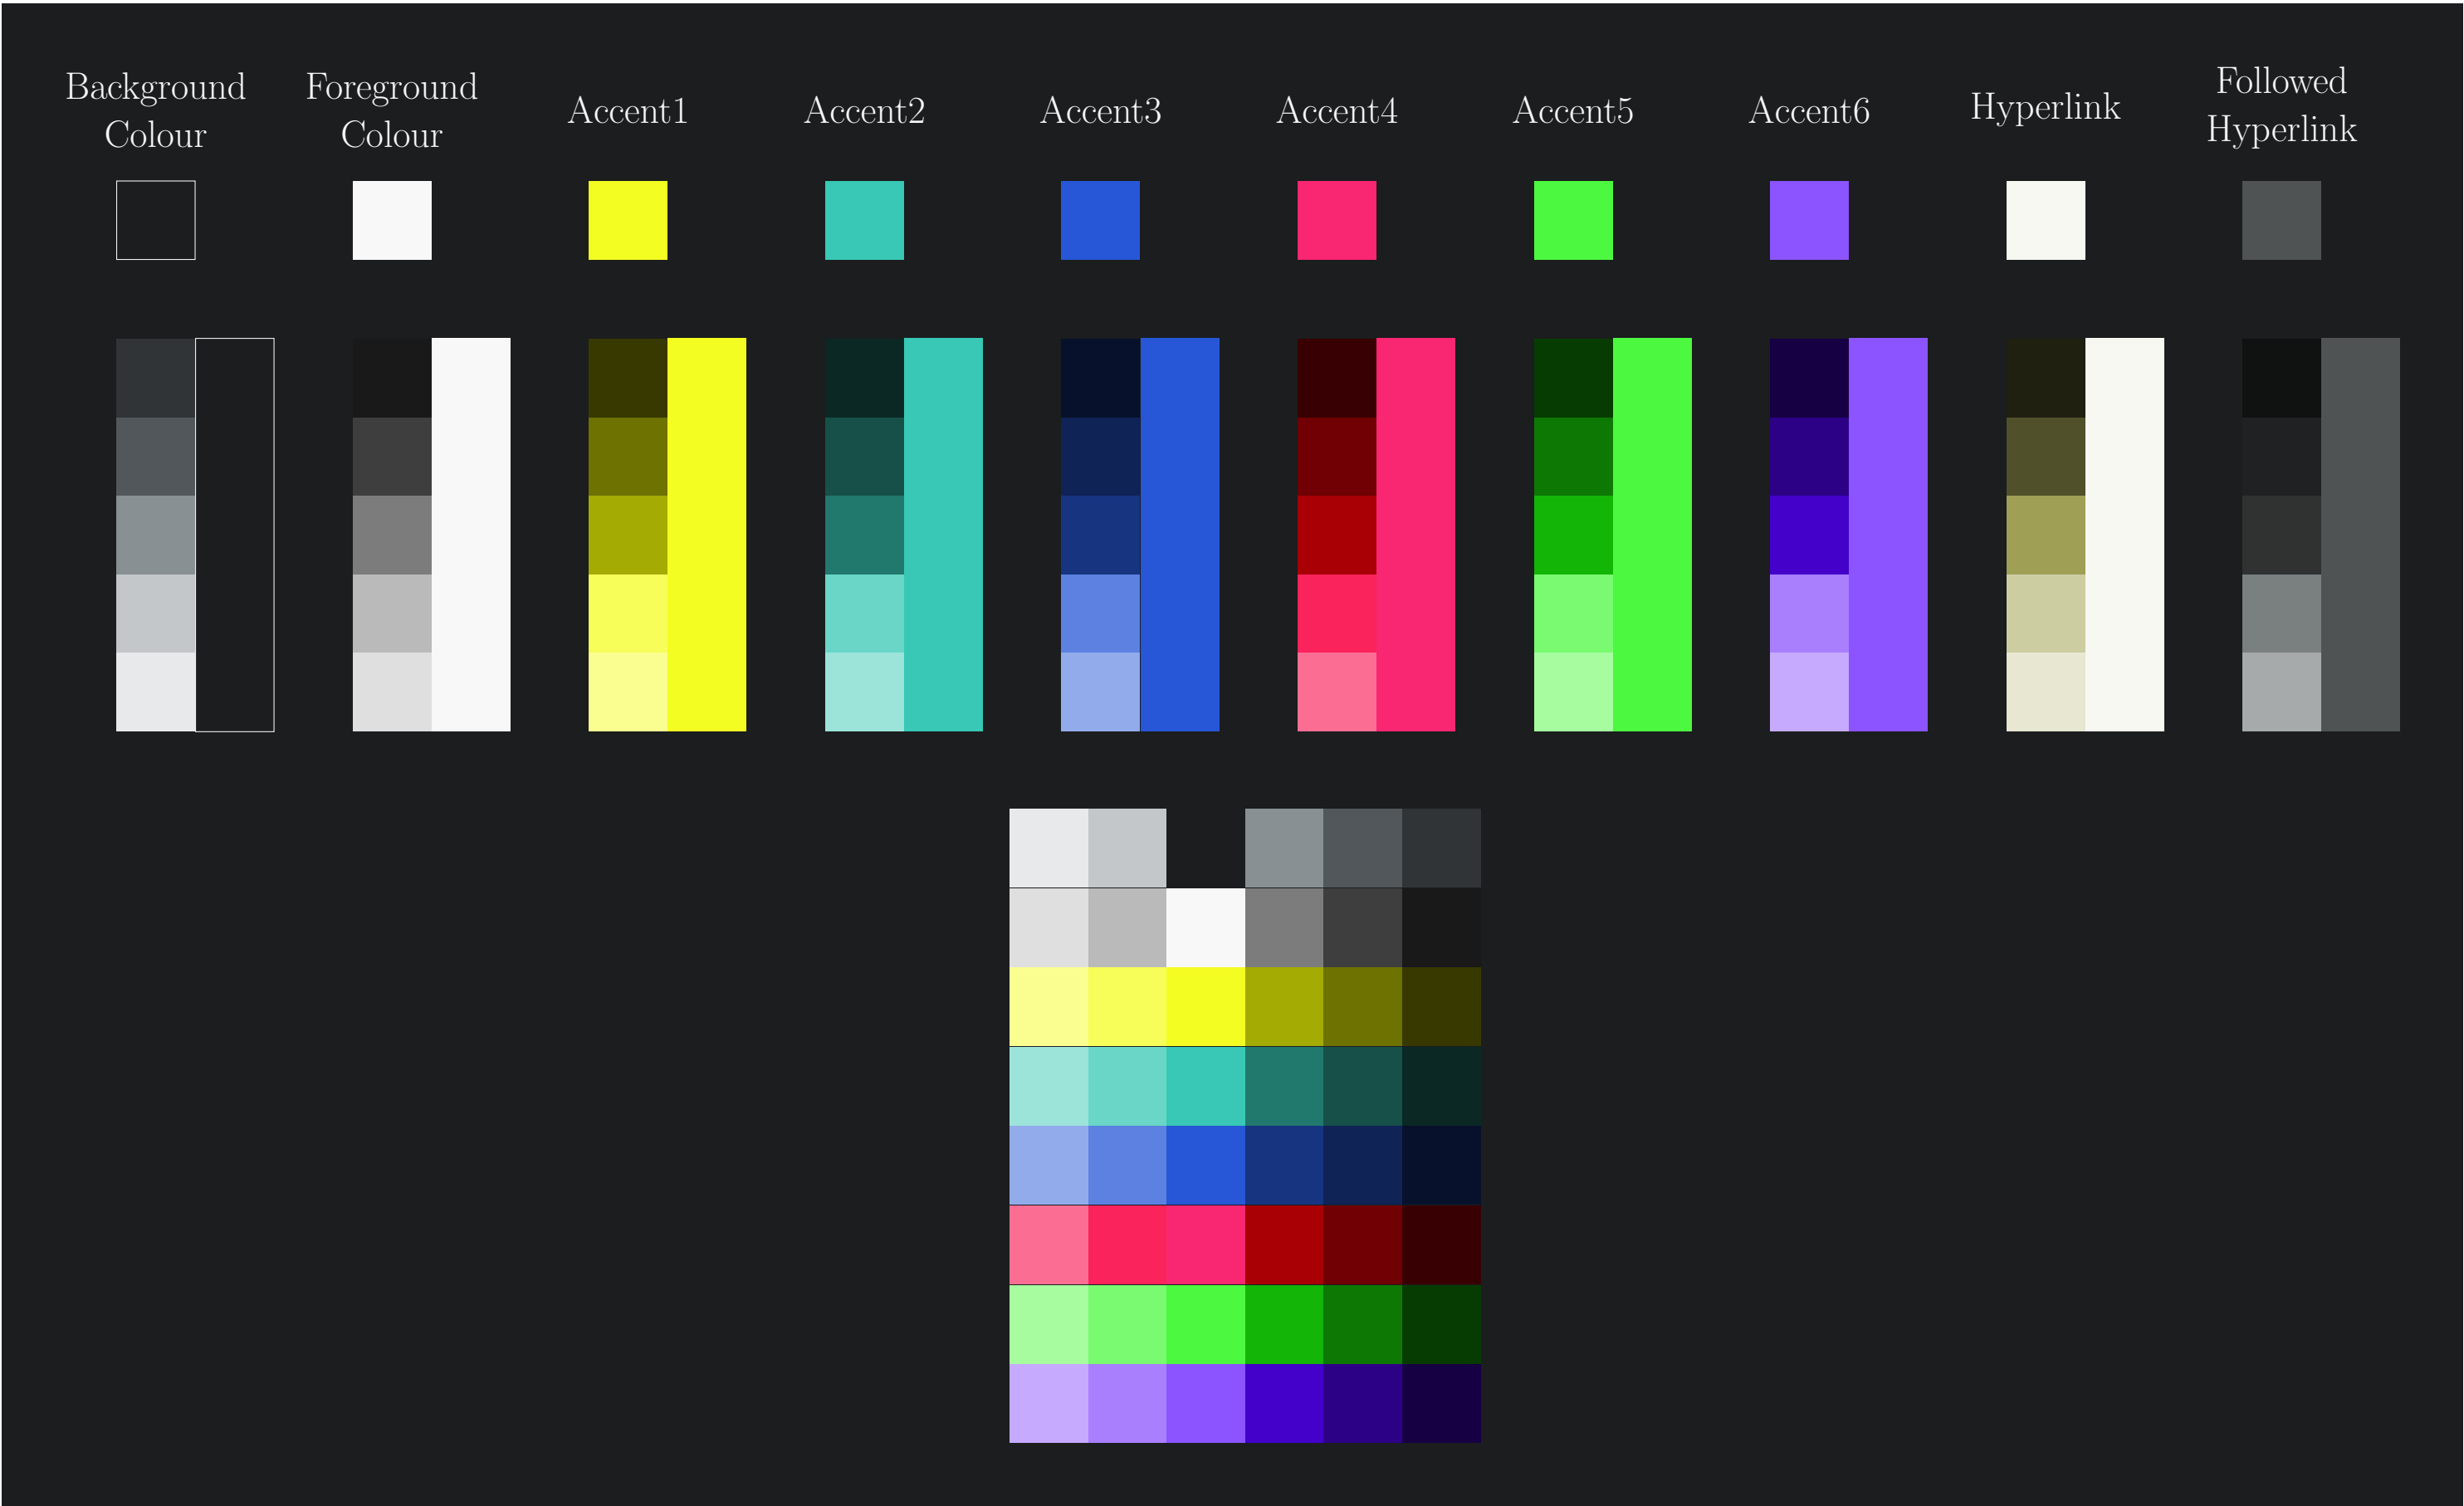 Background
Colour
Foreground
Colour
Accent1
Accent2
Accent3
Accent4
Accent5
Accent6
Hyperlink
Followed
Hyperlink